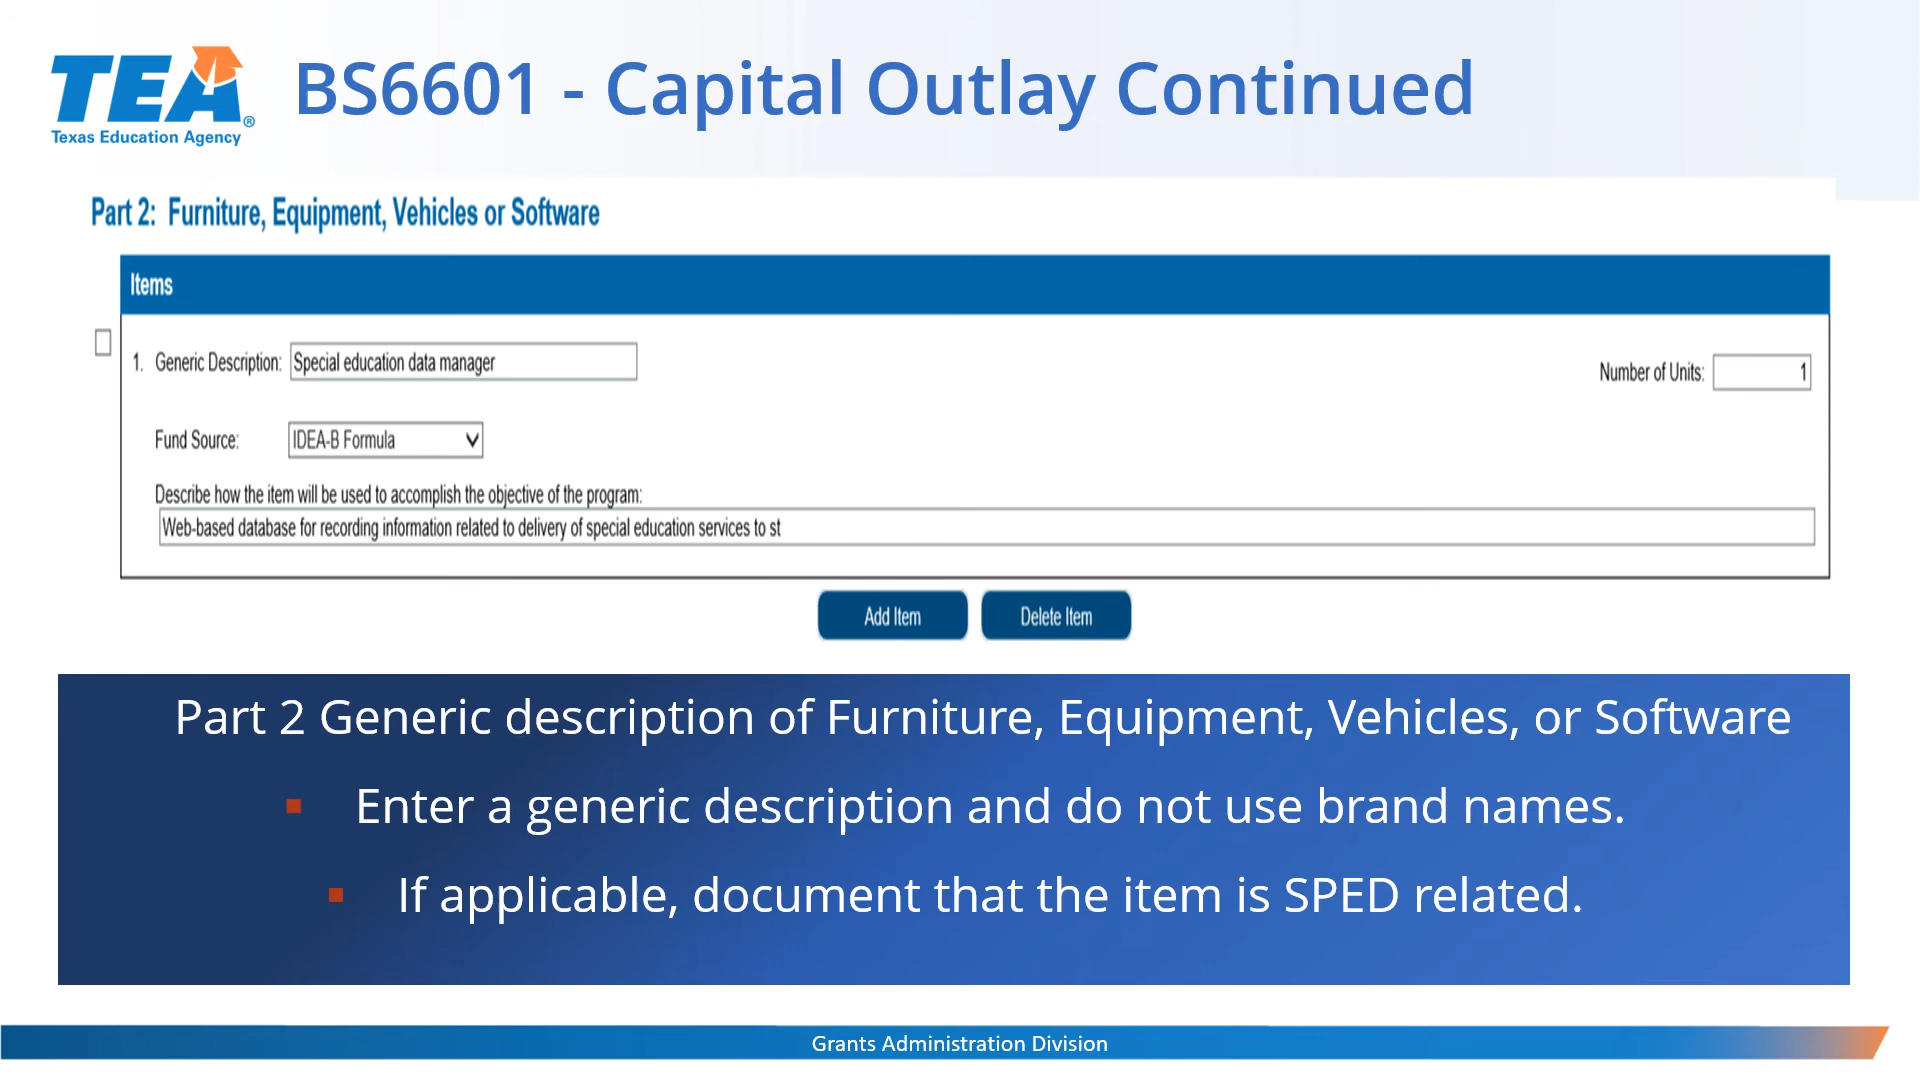 TEA®
Texas Education Agency
BS6601 - Capital Outlay Continued
Part 2: Furniture, Equipment, Vehicles or Software
Items
1. Generic Description: Special education data manager
Number of Units: 1
Fund Source: IDEA-B Formula
Describe how the item will be used to accomplish the objective of the program:
Web-based database for recording information related to delivery of special education services to st
Add Item Delete Item
Part 2 Generic description of Furniture, Equipment, Vehicles, or Software
▪ Enter a generic description and do not use brand names.
▪ If applicable, document that the item is SPED related.
Grants Administration Division